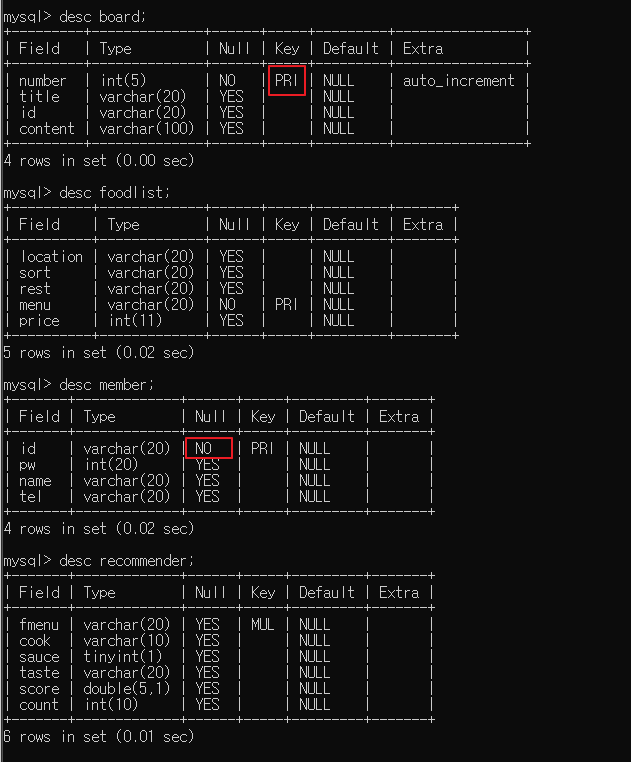 mysql> desc board;
+---------+--------------+------+-----+---------+----------------+
| Field   | Type         | Null | Key | Default | Extra          |
+---------+--------------+------+-----+---------+----------------+
| number  | int(5)       | NO   | PRI | NULL    | auto_increment |
| title   | varchar(20)  | YES  |     | NULL    |                |
| id      | varchar(20)  | YES  |     | NULL    |                |
| content | varchar(100) | YES  |     | NULL    |                |
+---------+--------------+------+-----+---------+----------------+
4 rows in set (0.00 sec)
mysql> desc foodlist;
+----------+-------------+------+-----+---------+-------+
| Field    | Type        | Null | Key | Default | Extra |
+----------+-------------+------+-----+---------+-------+
| location | varchar(20) | YES  |     | NULL    |       |
| sort     | varchar(20) | YES  |     | NULL    |       |
| rest     | varchar(20) | YES  |     | NULL    |       |
| menu     | varchar(20) | NO   | PRI | NULL    |       |
| price    | int(11)     | YES  |     | NULL    |       |
+----------+-------------+------+-----+---------+-------+
5 rows in set (0.02 sec)
mysql> desc member;
+-------+-------------+------+-----+---------+-------+
| Field | Type        | Null | Key | Default | Extra |
+-------+-------------+------+-----+---------+-------+
| id    | varchar(20) | NO   | PRI | NULL    |       |
| pw    | int(20)     | YES  |     | NULL    |       |
| name  | varchar(20) | YES  |     | NULL    |       |
| tel   | varchar(20) | YES  |     | NULL    |       |
+-------+-------------+------+-----+---------+-------+
4 rows in set (0.02 sec)
mysql> desc recommender;
+-------+-------------+------+-----+---------+-------+
| Field | Type        | Null | Key | Default | Extra |
+-------+-------------+------+-----+---------+-------+
| fmenu | varchar(20) | YES  | MUL | NULL    |       |
| cook  | varchar(10) | YES  |     | NULL    |       |
| sauce | tinyint(1)  | YES  |     | NULL    |       |
| taste | varchar(20) | YES  |     | NULL    |       |
| score | double(5,1) | YES  |     | NULL    |       |
| count | int(10)     | YES  |     | NULL    |       |
+-------+-------------+------+-----+---------+-------+
6 rows in set (0.01 sec)